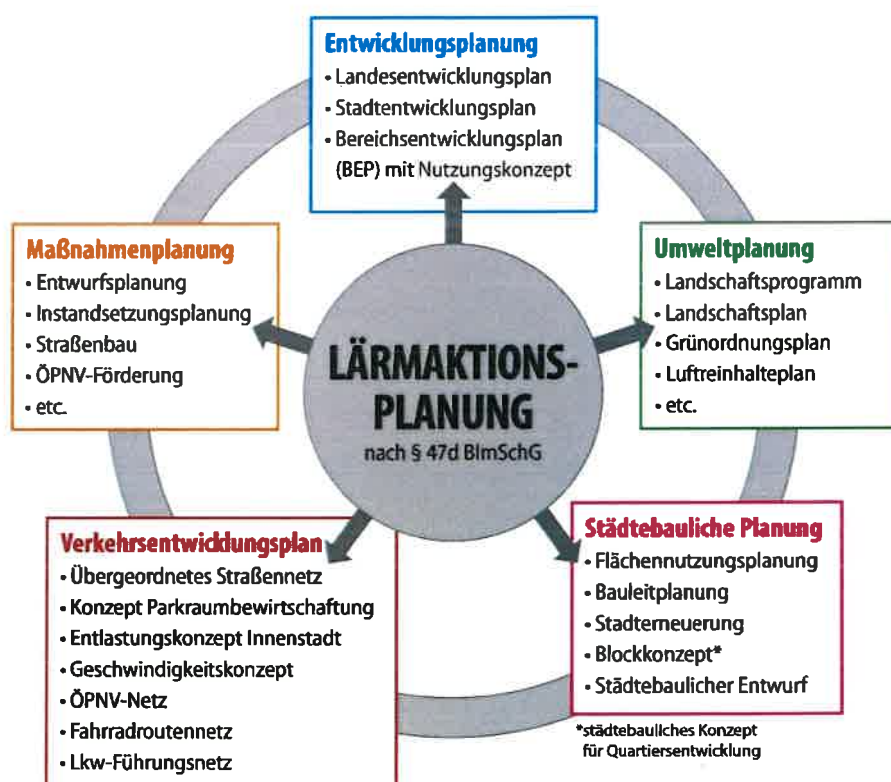 Entwicklungsplanung
• Landesentwicklungsplan
• Stadtentwicklungsplan
• Bereichsentwicklungsplan
(BEP) mit Nutzungskonzept
Maßnahmenplanung
• Entwurfsplanung
• Instandsetzungsplanung
• Straßenbau
• ÖPNV-Förderung
• etc.
Umweltplanung
• Landschaftsprogramm
• Landschaftsplan
• Grünordnungsplan
• Luftreinhalteplan
• etc.
LÄRMAKTIONS-
PLANUNG
nach § 47d BImSchG
Verkehrsentwicklungsplan
• Übergeordnetes Straßennetz
• Konzept Parkraumbewirtschaftung
• Entlastungskonzept Innenstadt
• Geschwindigkeitskonzept
• ÖPNV-Netz
• Fahrradroutennetz
• Lkw-Führungsnetz
Städtebauliche Planung
• Flächennutzungsplanung
• Bauleitplanung
• Stadterneuerung
• Blockkonzept*
• Städtebaulicher Entwurf
*städtebauliches Konzept
für Quartiersentwicklung